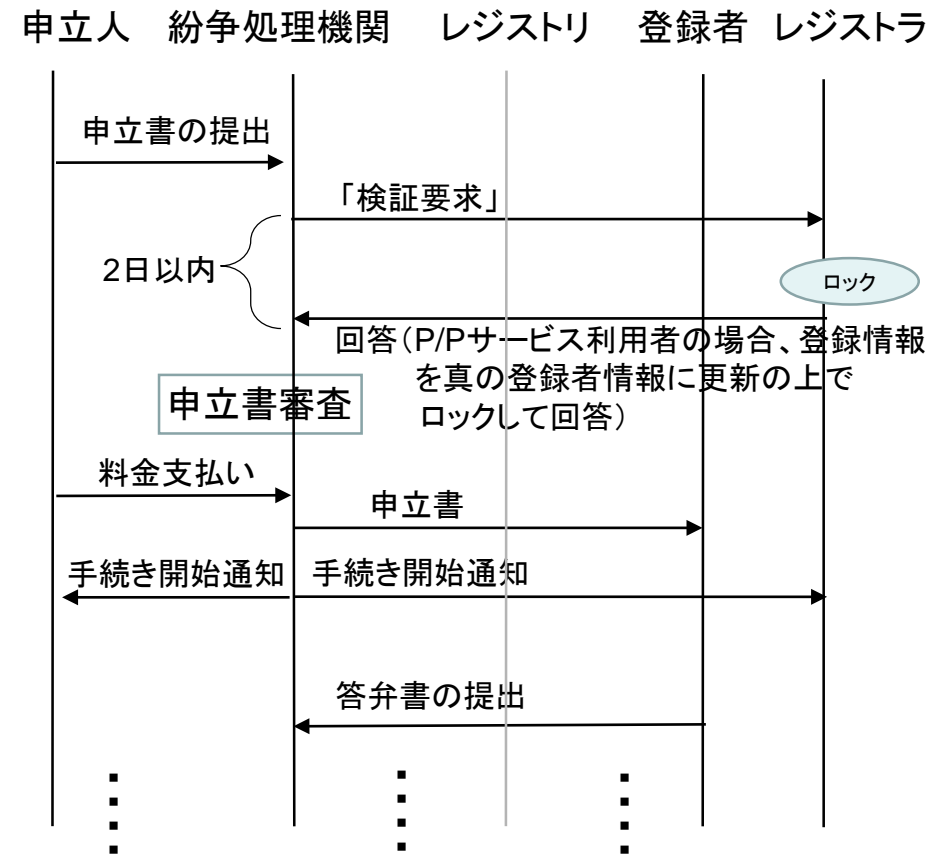 申立人 紛争処理機関 レジストリ 登録者 レジストラ
申立書の提出
「検証要求」
2日以内
ロック
回答（P/Pサービス利用者の場合、登録情報
を真の登録者情報に更新の上で
ロックして回答）
申立書審査
料金支払い
申立書
手続き開始通知 手続き開始通知
答弁書の提出